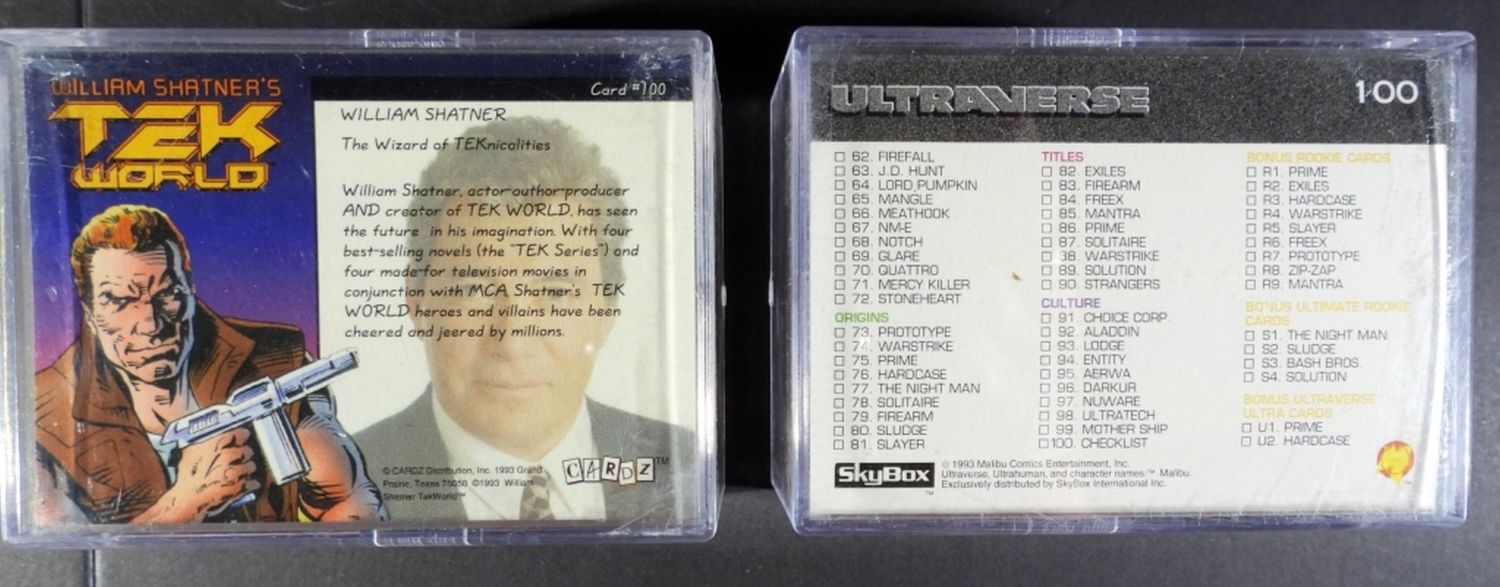 WILLIAM SHATNER'S
TEK
WORLD
Card #100
WILLIAM SHATNER
The Wizard of TEKnicalities
William Shatner, actor-author-producer
AND creator of TEK WORLD, has seen
the future in his imagination. With four
best-selling novels (the "TEK Series") and
four made-for television movies in
conjunction with MCA Shatner's TEK
WORLD heroes and villains have been
cheered and jeered by millions.
© CARDZ Distribution, Inc. 1993 Grand
Prairie, Texas 75050 ©1993 William
Shatner TekWorld™
CARDZ™
ULTRAVERSE
100
62. FIREFALL
63. J.D. HUNT
64. LORD PUMPKIN
65. MANGLE
66. MEATHOOK
67. NM-E
68. NOTCH
69. GLARE
70. QUATTRO
71. MERCY KILLER
72. STONEHEART
ORIGINS
73. PROTOTYPE
74. WARSTRIKE
75. PRIME
76. HARDCASE
77. THE NIGHT MAN
78. SOLITAIRE
79. FIREARM
80. SLUDGE
81. SLAYER
TITLES
82. EXILES
83. FIREARM
84. FREEX
85. MANTRA
86. PRIME
87. SOLITAIRE
88. WARSTRIKE
89. SOLUTION
90. STRANGERS
CULTURE
91. CHOICE CORP.
92. ALADDIN
93. LODGE
94. ENTITY
95. AERWA
96. DARKUR
97. NUWARE
98. ULTRATECH
99. MOTHER SHIP
100. CHECKLIST
BONUS ROOKIE CARDS
R1. PRIME
R2. EXILES
R3. HARDCASE
R4. WARSTRIKE
R5. SLAYER
R6. FREEX
R7. PROTOTYPE
R8. ZIP-ZAP
R9. MANTRA
BONUS ULTIMATE ROOKIE
CARDS
S1. THE NIGHT MAN
S2. SLUDGE
S3. BASH BROS.
S4. SOLUTION
BONUS ULTRAVERSE
ULTRA CARDS
U1. PRIME
U2. HARDCASE
SkyBox™
© 1993 Malibu Comics Entertainment, Inc.
Ultraverse, Ultrahuman, and character names ™ Malibu.
Exclusively distributed by SkyBox International Inc.